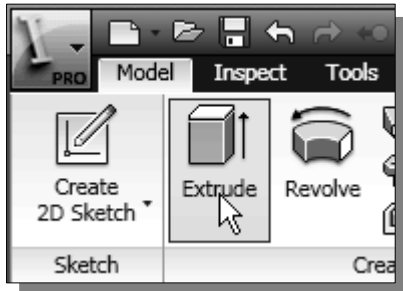 PRO
Model Inspect Tools
Create
2D Sketch
Extrude Revolve
Sketch
Crea